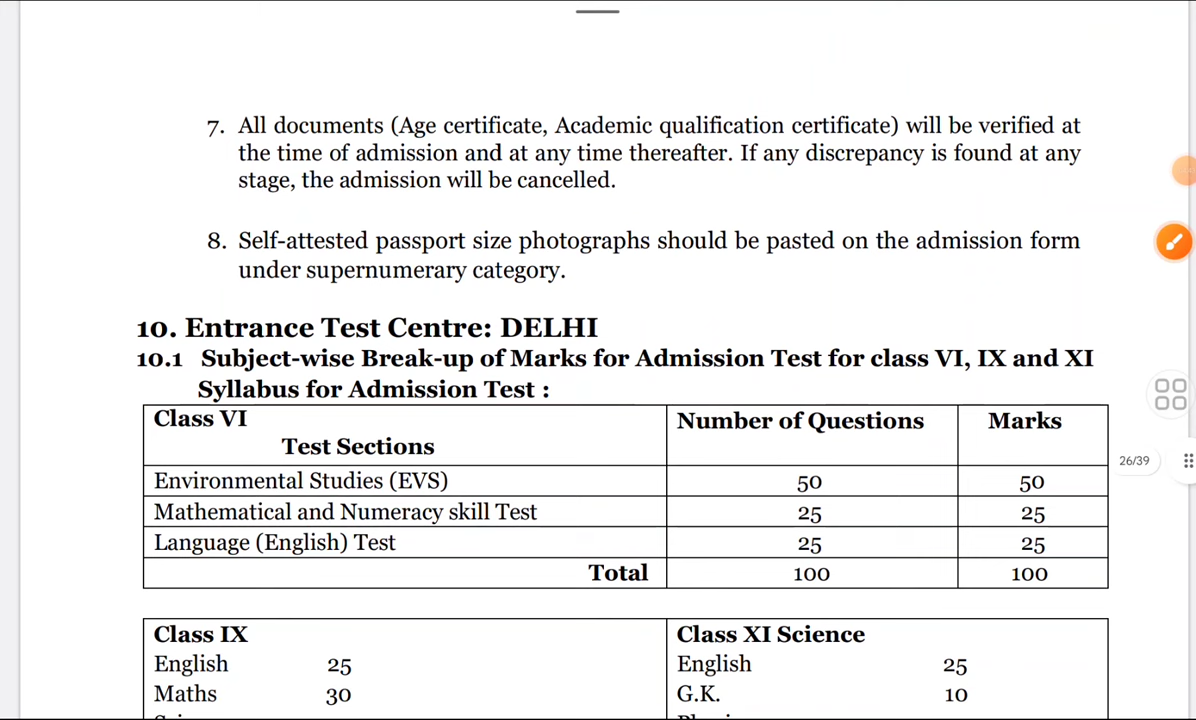 7. All documents (Age certificate, Academic qualification certificate) will be verified at
the time of admission and at any time thereafter. If any discrepancy is found at any
stage, the admission will be cancelled.
8. Self-attested passport size photographs should be pasted on the admission form
under supernumerary category.
10. Entrance Test Centre: DELHI
10.1 Subject-wise Break-up of Marks for Admission Test for class VI, IX and XI
Syllabus for Admission Test :
Class VI
Test Sections Number of Questions Marks
Environmental Studies (EVS) 50 50
Mathematical and Numeracy skill Test 25 25
Language (English) Test 25 25
Total 100 100
26/39
Class IX Class XI Science
English 25 English 25
Maths 30 G.K. 10